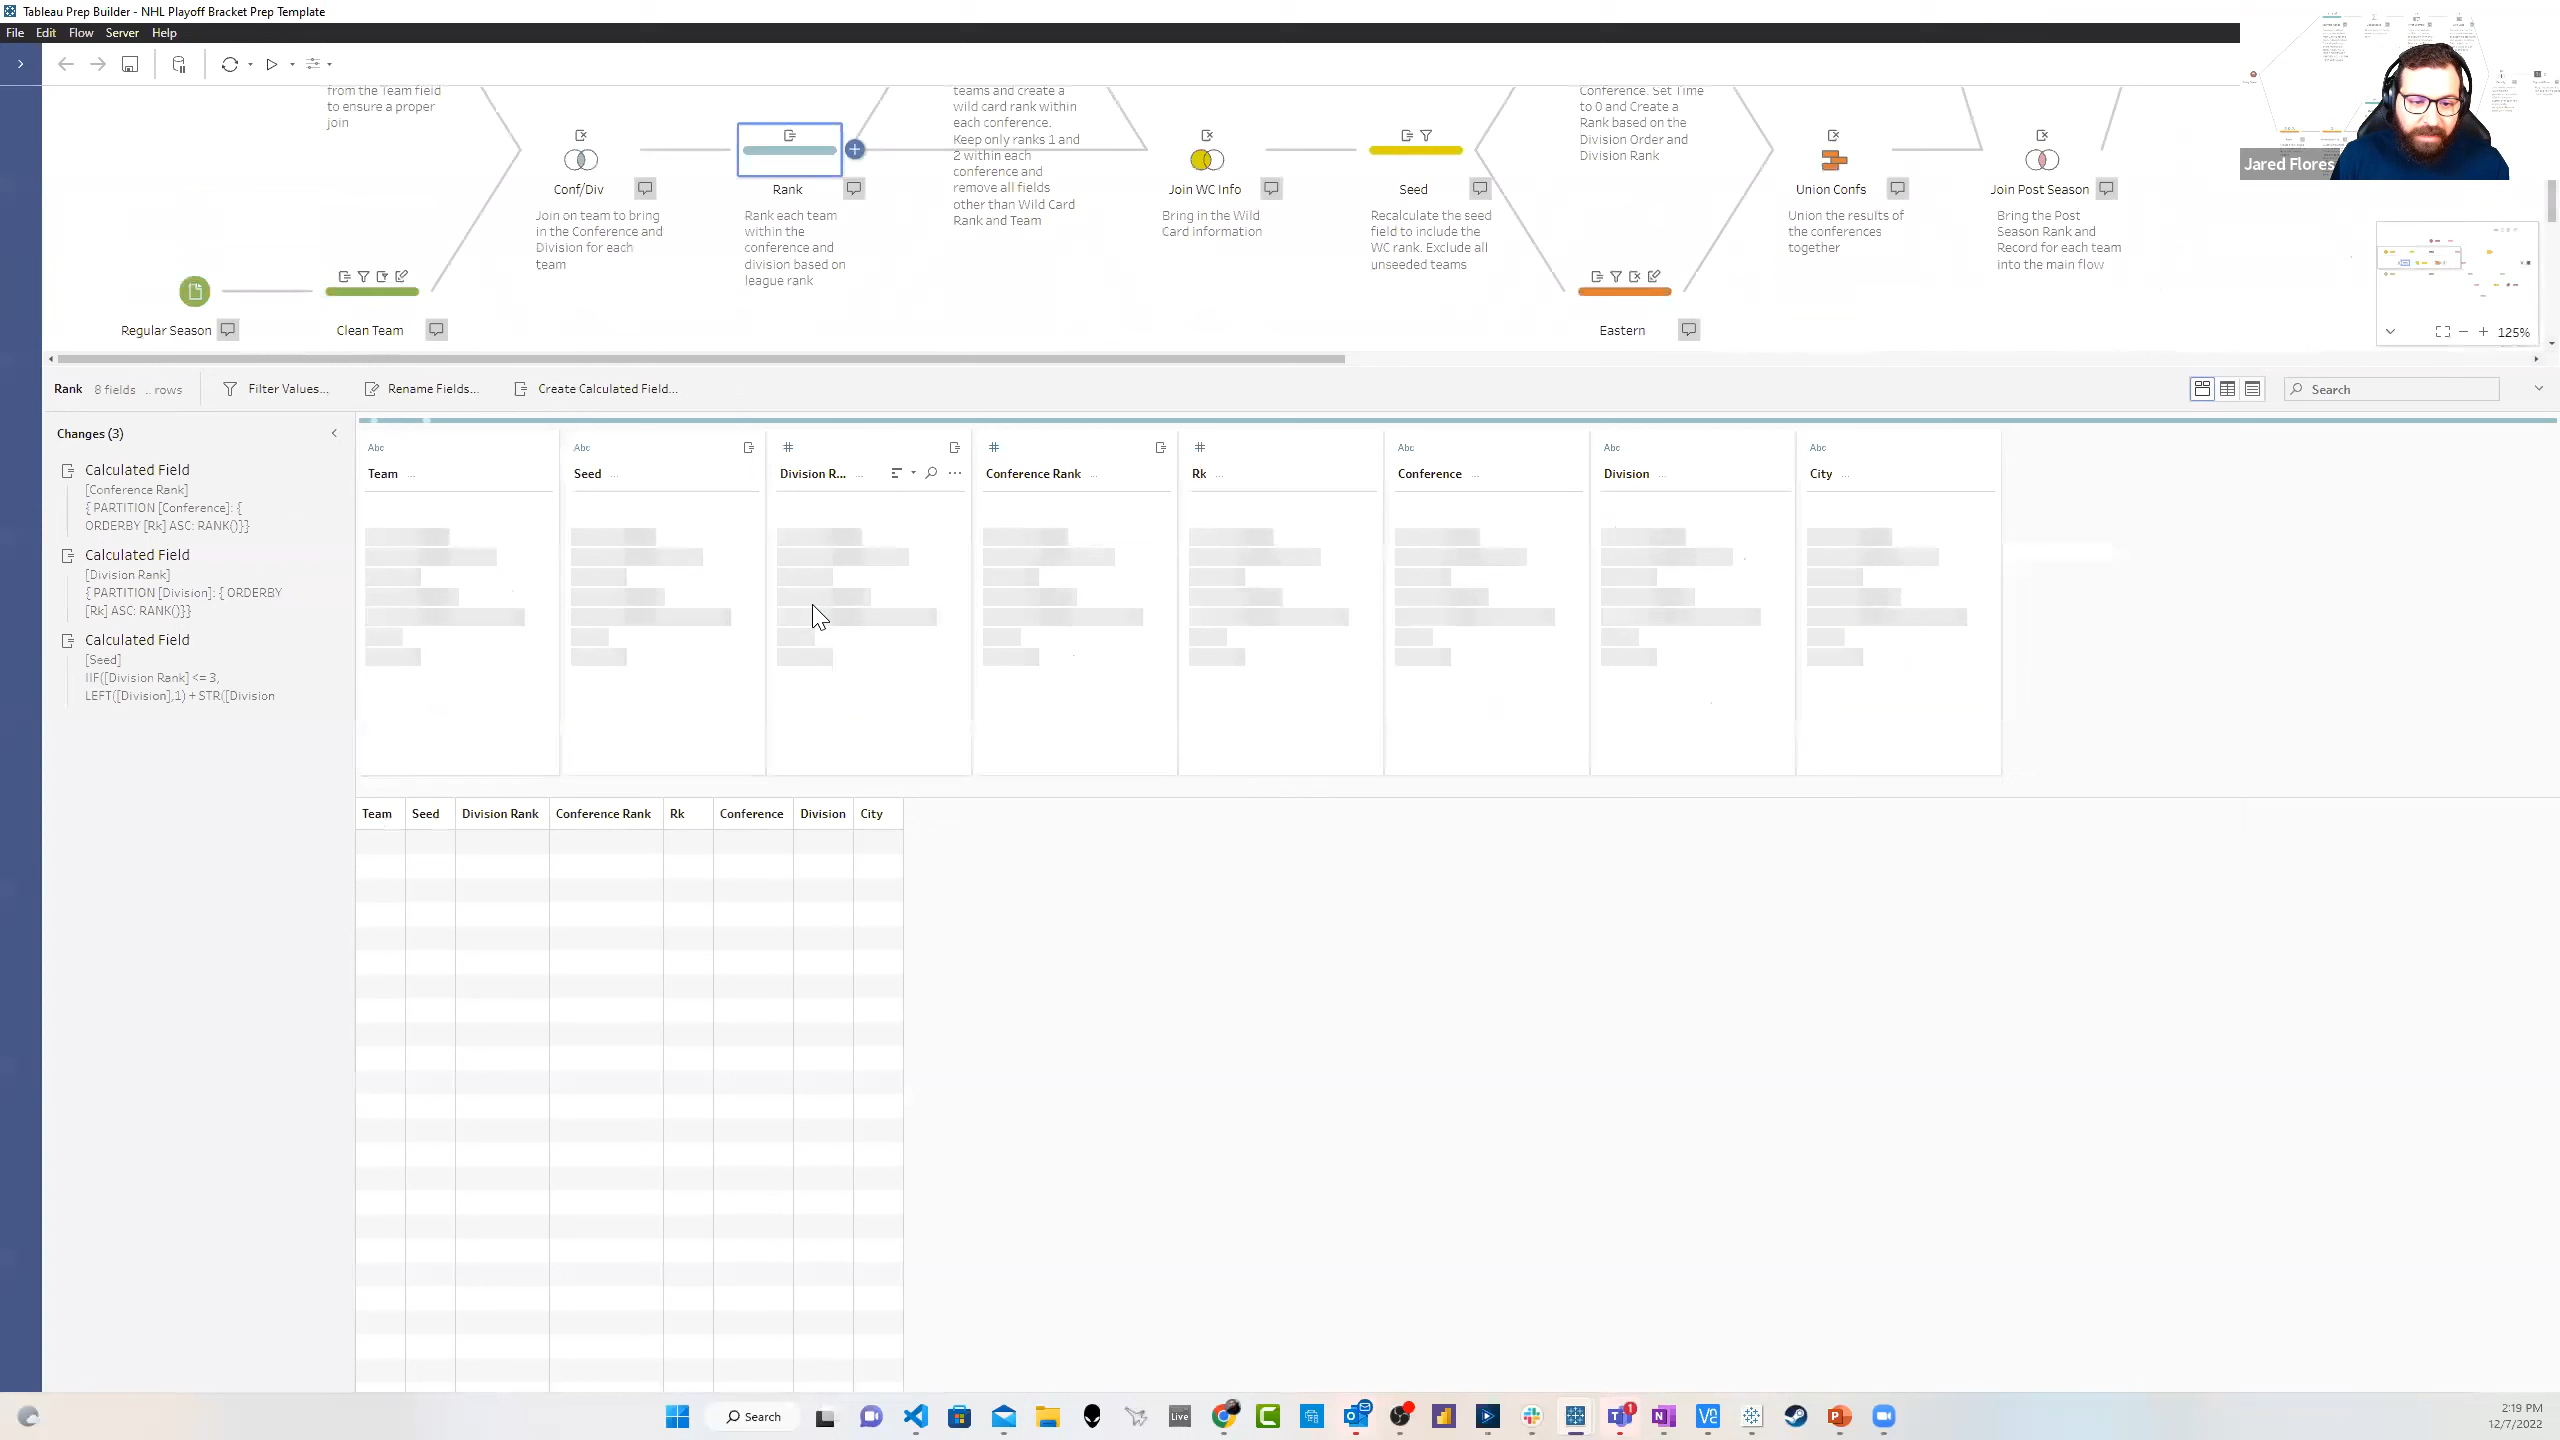 Tableau Prep Builder - NHL Playoff Bracket Prep Template
File Edit Flow Server Help
from the Team field
to ensure a proper
join
teams and create a
wild card rank within
each conference.
Keep only ranks 1 and
2 within each
conference and
remove all fields
other than Wild Card
Rank and Team
Conference. Set Time
to 0 and Create a
Rank based on the
Division Order and
Division Rank
Jared Flores
Conf/Div
Join on team to bring
in the Conference and
Division for each
team
Rank
Rank each team
within the
conference and
division based on
league rank
Join WC Info
Bring in the Wild
Card information
Seed
Recalculate the seed
field to include the
WC rank. Exclude all
unseeded teams
Union Confs
Union the results of
the conferences
together
Join Post Season
Bring the Post
Season Rank and
Record for each team
into the main flow
Regular Season
Clean Team
Eastern
125%
Rank 8 fields .. rows Filter Values... Rename Fields... Create Calculated Field... Search
Changes (3)
Calculated Field
[Conference Rank]
{ PARTITION [Conference]: {
ORDERBY [Rk] ASC: RANK()}}
Calculated Field
[Division Rank]
{ PARTITION [Division]: { ORDERBY
[Rk] ASC: RANK()}}
Calculated Field
[Seed]
IIF([Division Rank] <= 3,
LEFT([Division],1) + STR([Division
Abc Abc # # # Abc Abc Abc
Team ... Seed ... Division R... ... Conference Rank ... Rk ... Conference ... Division ... City ...
Team Seed Division Rank Conference Rank Rk Conference Division City
Search
Live
1
2:19 PM
12/7/2022